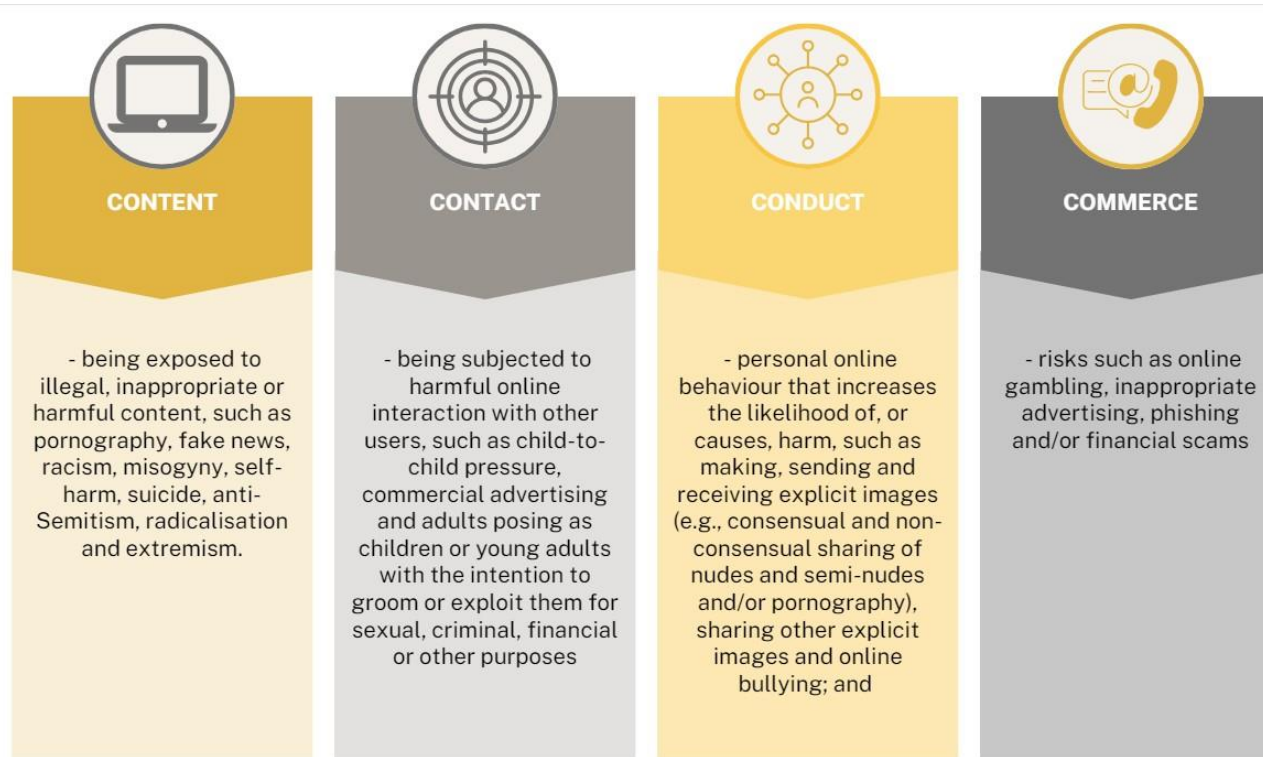 CONTENT
- being exposed to
illegal, inappropriate or
harmful content, such as
pornography, fake news,
racism, misogyny, self-
harm, suicide, anti-
Semitism, radicalisation
and extremism.
CONTACT
- being subjected to
harmful online
interaction with other
users, such as child-to-
child pressure,
commercial advertising
and adults posing as
children or young adults
with the intention to
groom or exploit them for
sexual, criminal, financial
or other purposes
CONDUCT
- personal online
behaviour that increases
the likelihood of, or
causes, harm, such as
making, sending and
receiving explicit images
(e.g., consensual and non-
consensual sharing of
nudes and semi-nudes
and/or pornography),
sharing other explicit
images and online
bullying; and
@
COMMERCE
- risks such as online
gambling, inappropriate
advertising, phishing
and/or financial scams